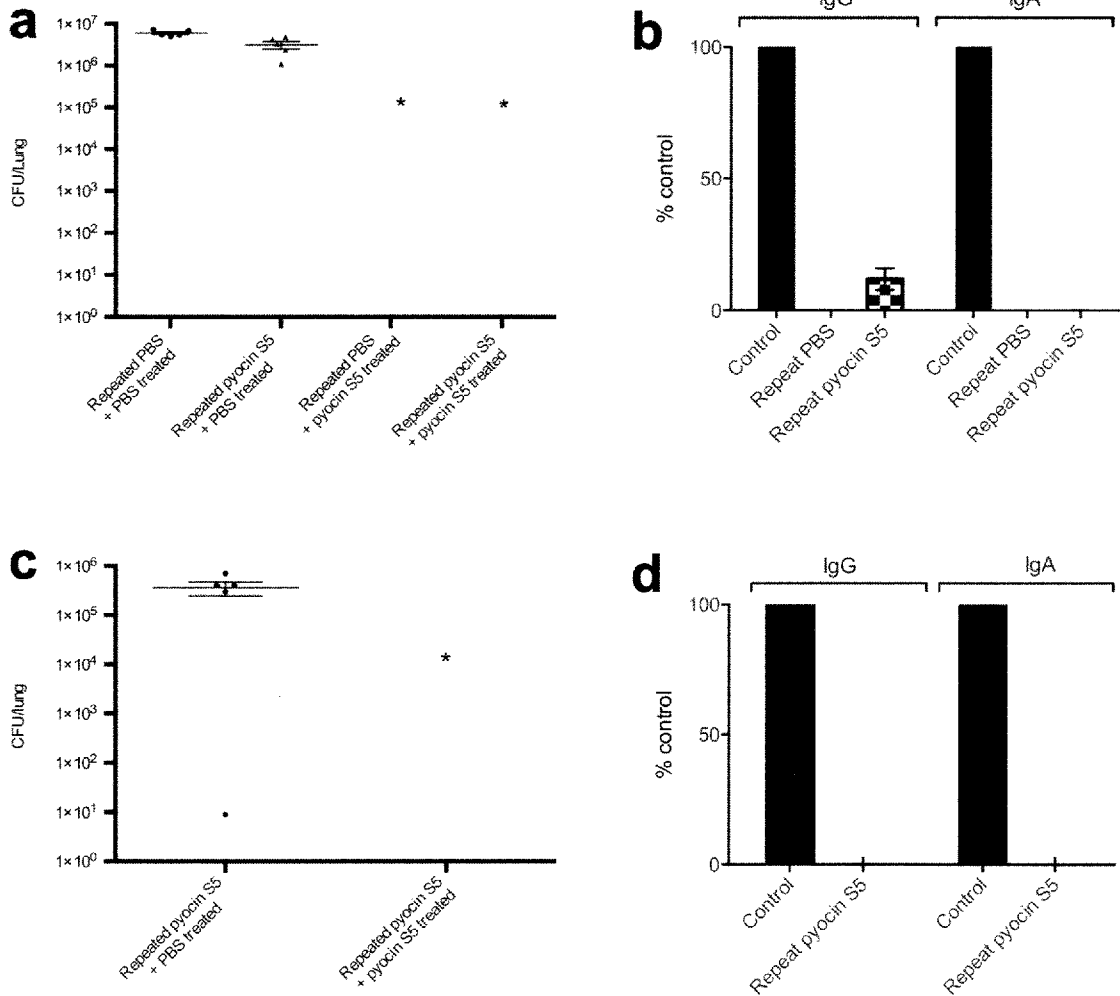 a
CFU/Lung
1×10⁷
1×10⁶
1×10⁵
1×10⁴
1×10³
1×10²
1×10¹
1×10⁰
*
*
Repeated PBS
+ PBS treated
Repeated pyocin S5
+ PBS treated
Repeated PBS
+ pyocin S5 treated
Repeated pyocin S5
+ pyocin S5 treated
b
IgG
IgA
% control
100
50
0
Control
Repeat PBS
Repeat pyocin S5
Control
Repeat PBS
Repeat pyocin S5
c
CFU/lung
1×10⁶
1×10⁵
1×10⁴
1×10³
1×10²
1×10¹
1×10⁰
*
Repeated pyocin S5
+ PBS treated
Repeated pyocin S5
+ pyocin S5 treated
d
IgG
IgA
% control
100
50
0
Control
Repeat pyocin S5
Control
Repeat pyocin S5